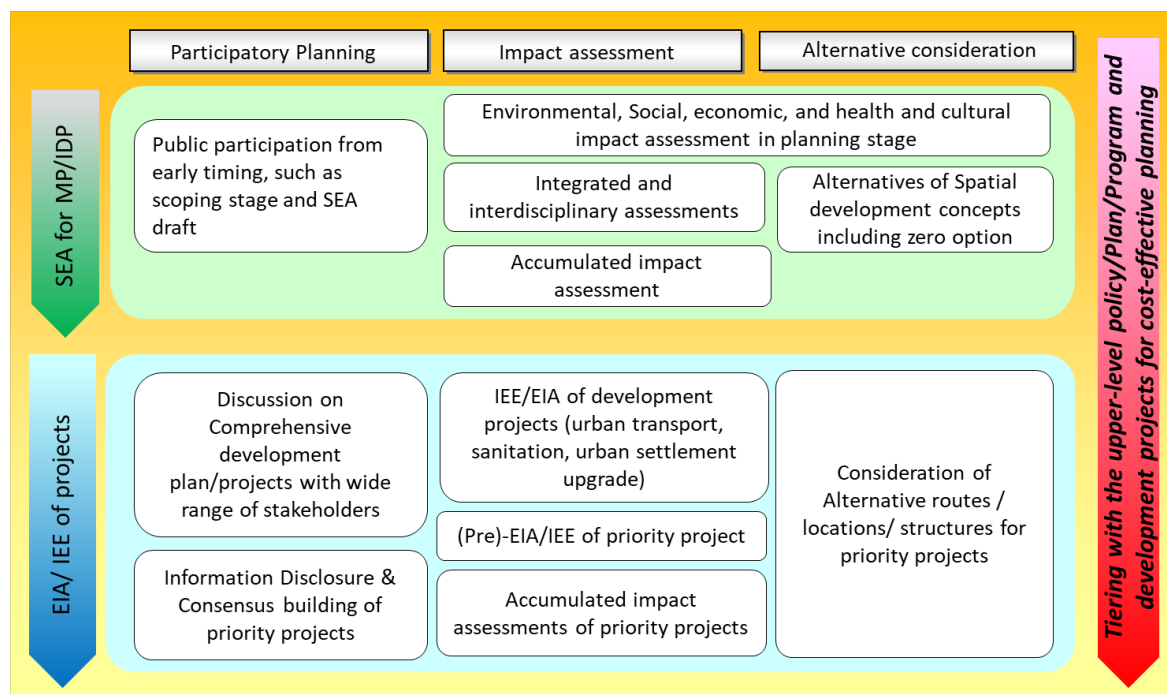 Participatory Planning
Impact assessment
Alternative consideration
SEA for MP/IDP
Public participation from
early timing, such as
scoping stage and SEA
draft
Environmental, Social, economic, and health and cultural
impact assessment in planning stage
Integrated and
interdisciplinary assessments
Accumulated impact
assessment
Alternatives of Spatial
development concepts
including zero option
EIA/ IEE of projects
Discussion on
Comprehensive
development
plan/projects with wide
range of stakeholders
Information Disclosure &
Consensus building of
priority projects
IEE/EIA of development
projects (urban transport,
sanitation, urban settlement
upgrade)
(Pre)-EIA/IEE of priority project
Accumulated impact
assessments of priority projects
Consideration of
Alternative routes /
locations/ structures for
priority projects
Tiering with the upper-level policy/Plan/Program and
development projects for cost-effective planning